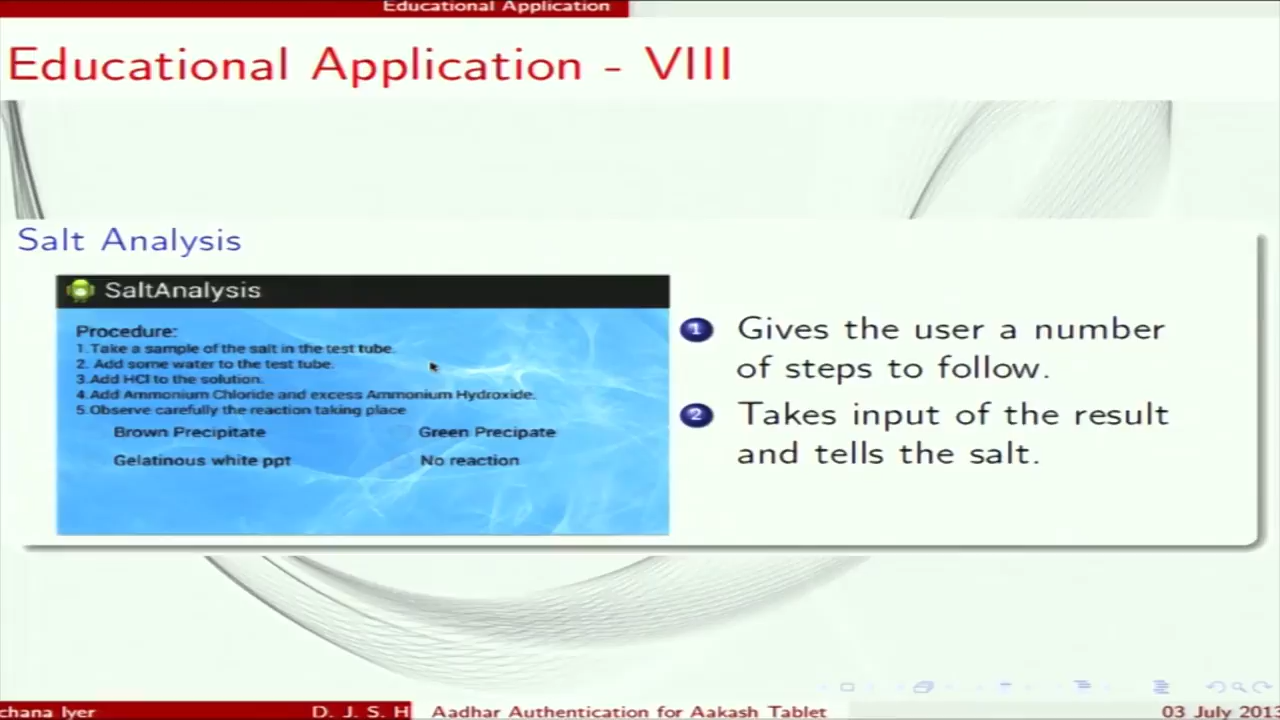 Educational Application
Educational Application - VIII
Salt Analysis
SaltAnalysis
Procedure:
1.Take a sample of the salt in the test tube.
2. Add some water to the test tube.
3.Add HCl to the solution.
4.Add Ammonium Chloride and excess Ammonium Hydroxide.
5.Observe carefully the reaction taking place
Brown Precipitate Green Precipate
Gelatinous white ppt No reaction
1 Gives the user a number
of steps to follow.
2 Takes input of the result
and tells the salt.
chana Iyer D. J. S. H Aadhar Authentication for Aakash Tablet 03 July 2013